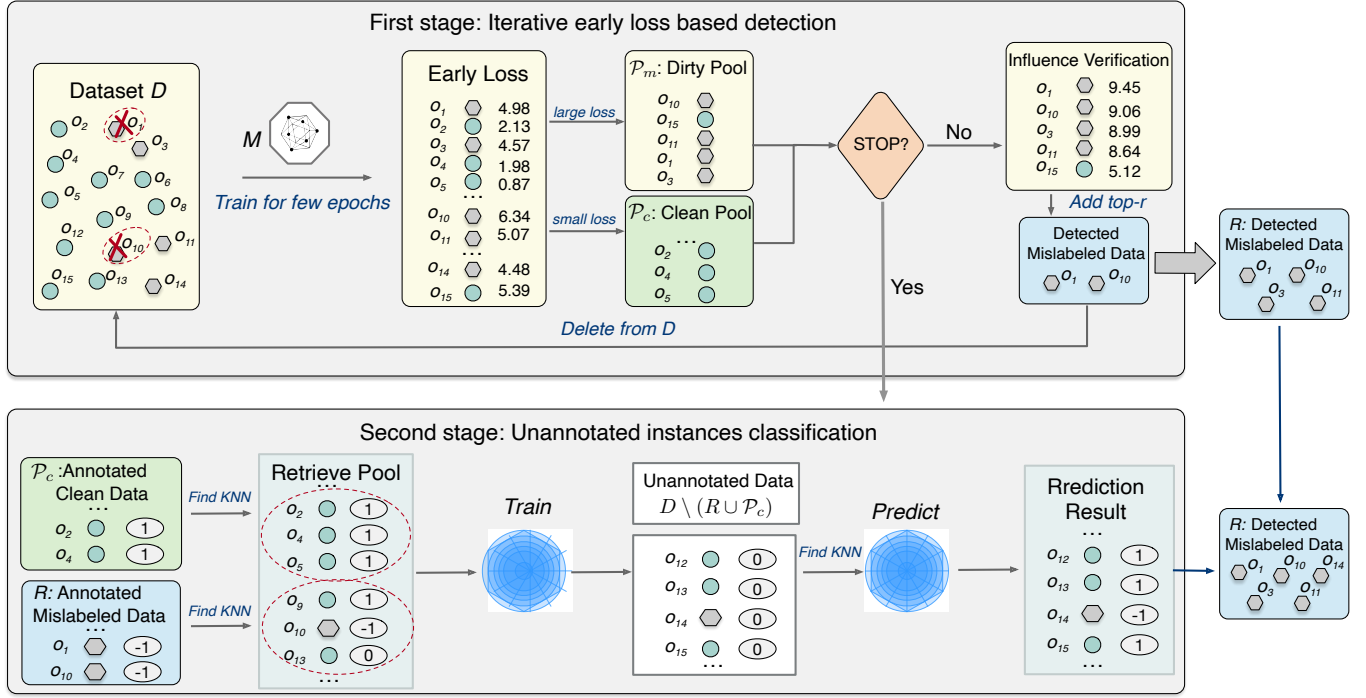 First stage: Iterative early loss based detection
Dataset D
o2
o1
o3
o4
o7
o6
o5
o8
o9
o12
o10
o11
o15
o13
o14
M
Train for few epochs
Early Loss
o1 4.98
o2 2.13
o3 4.57
o4 1.98
o5 0.87
...
o10 6.34
o11 5.07
...
o14 4.48
o15 5.39
large loss
small loss
𝒫m: Dirty Pool
o10
o15
o11
o1
o3
𝒫c: Clean Pool
...
o2
o4
o5
STOP?
No
Yes
Influence Verification
o1 9.45
o10 9.06
o3 8.99
o11 8.64
o15 5.12
Add top-r
Detected
Mislabeled Data
o1 o10
Delete from D
R: Detected
Mislabeled Data
o1 o10
o3 o11
Second stage: Unannotated instances classification
𝒫c :Annotated
Clean Data
...
o2 1
o4 1
R: Annotated
Mislabeled Data
...
o1 -1
o10 -1
Find KNN
Find KNN
Retrieve Pool
...
o2 1
o4 1
o5 1
o9 1
o10 -1
o13 0
...
Train
Unannotated Data
D \ (R ∪ 𝒫c)
o12 0
o13 0
o14 0
o15 0
...
Find KNN
Predict
Rrediction
Result
...
o12 1
o13 1
o14 -1
o15 1
...
R: Detected
Mislabeled Data
o1 o10 o14
o3 o11